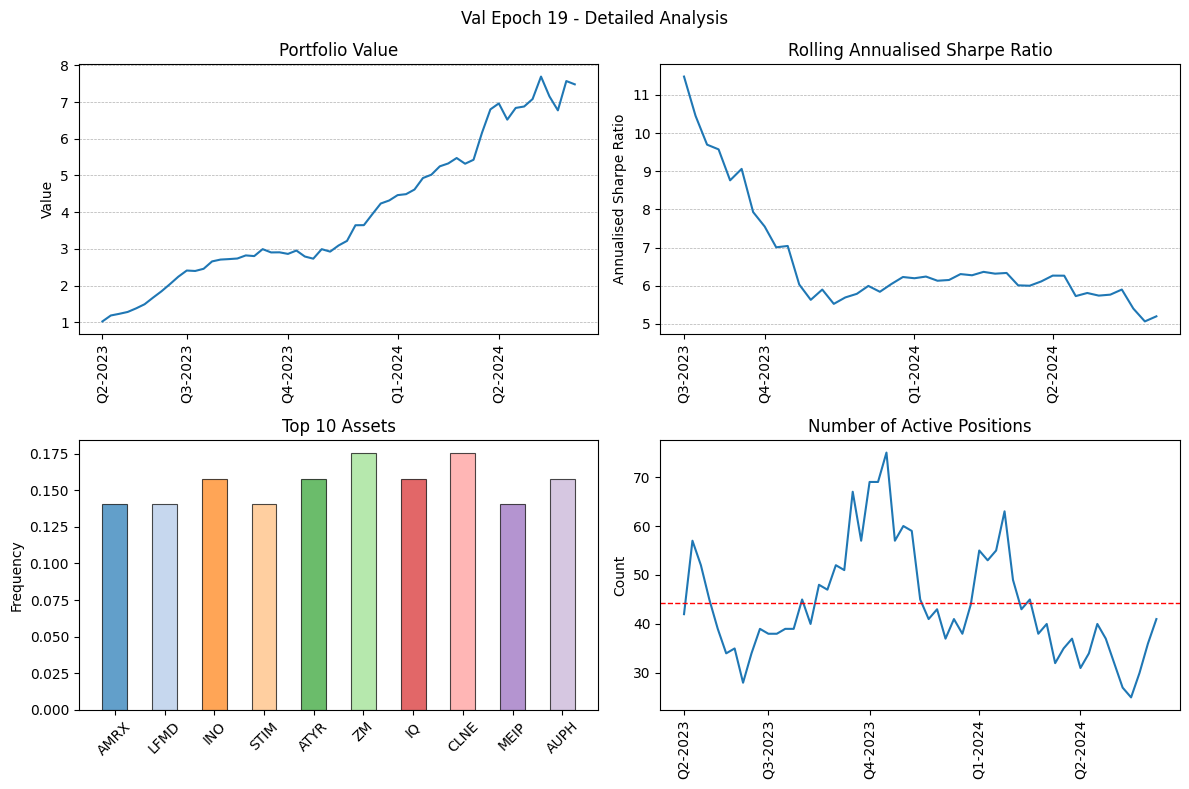 Val Epoch 19 - Detailed Analysis
Portfolio Value
Value
8
7
6
5
4
3
2
1
Q2-2023
Q3-2023
Q4-2023
Q1-2024
Q2-2024
Rolling Annualised Sharpe Ratio
Annualised Sharpe Ratio
11
10
9
8
7
6
5
Q3-2023
Q4-2023
Q1-2024
Q2-2024
Top 10 Assets
Frequency
0.175
0.150
0.125
0.100
0.075
0.050
0.025
0.000
AMRX
LFMD
INO
STIM
ATYR
ZM
IQ
CLNE
MEIP
AUPH
Number of Active Positions
Count
70
60
50
40
30
Q2-2023
Q3-2023
Q4-2023
Q1-2024
Q2-2024